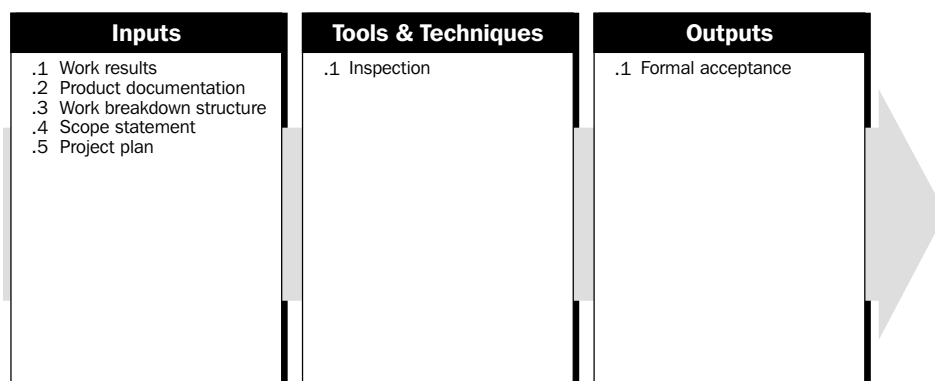 Inputs
.1 Work results
.2 Product documentation
.3 Work breakdown structure
.4 Scope statement
.5 Project plan
Tools & Techniques
.1 Inspection
Outputs
.1 Formal acceptance